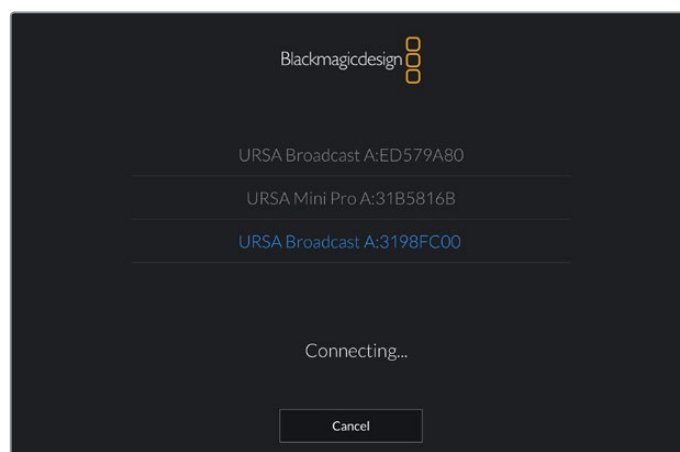 Blackmagicdesign
URSA Broadcast A:ED579A80
URSA Mini Pro A:31B5816B
URSA Broadcast A:3198FC00
Connecting...
Cancel